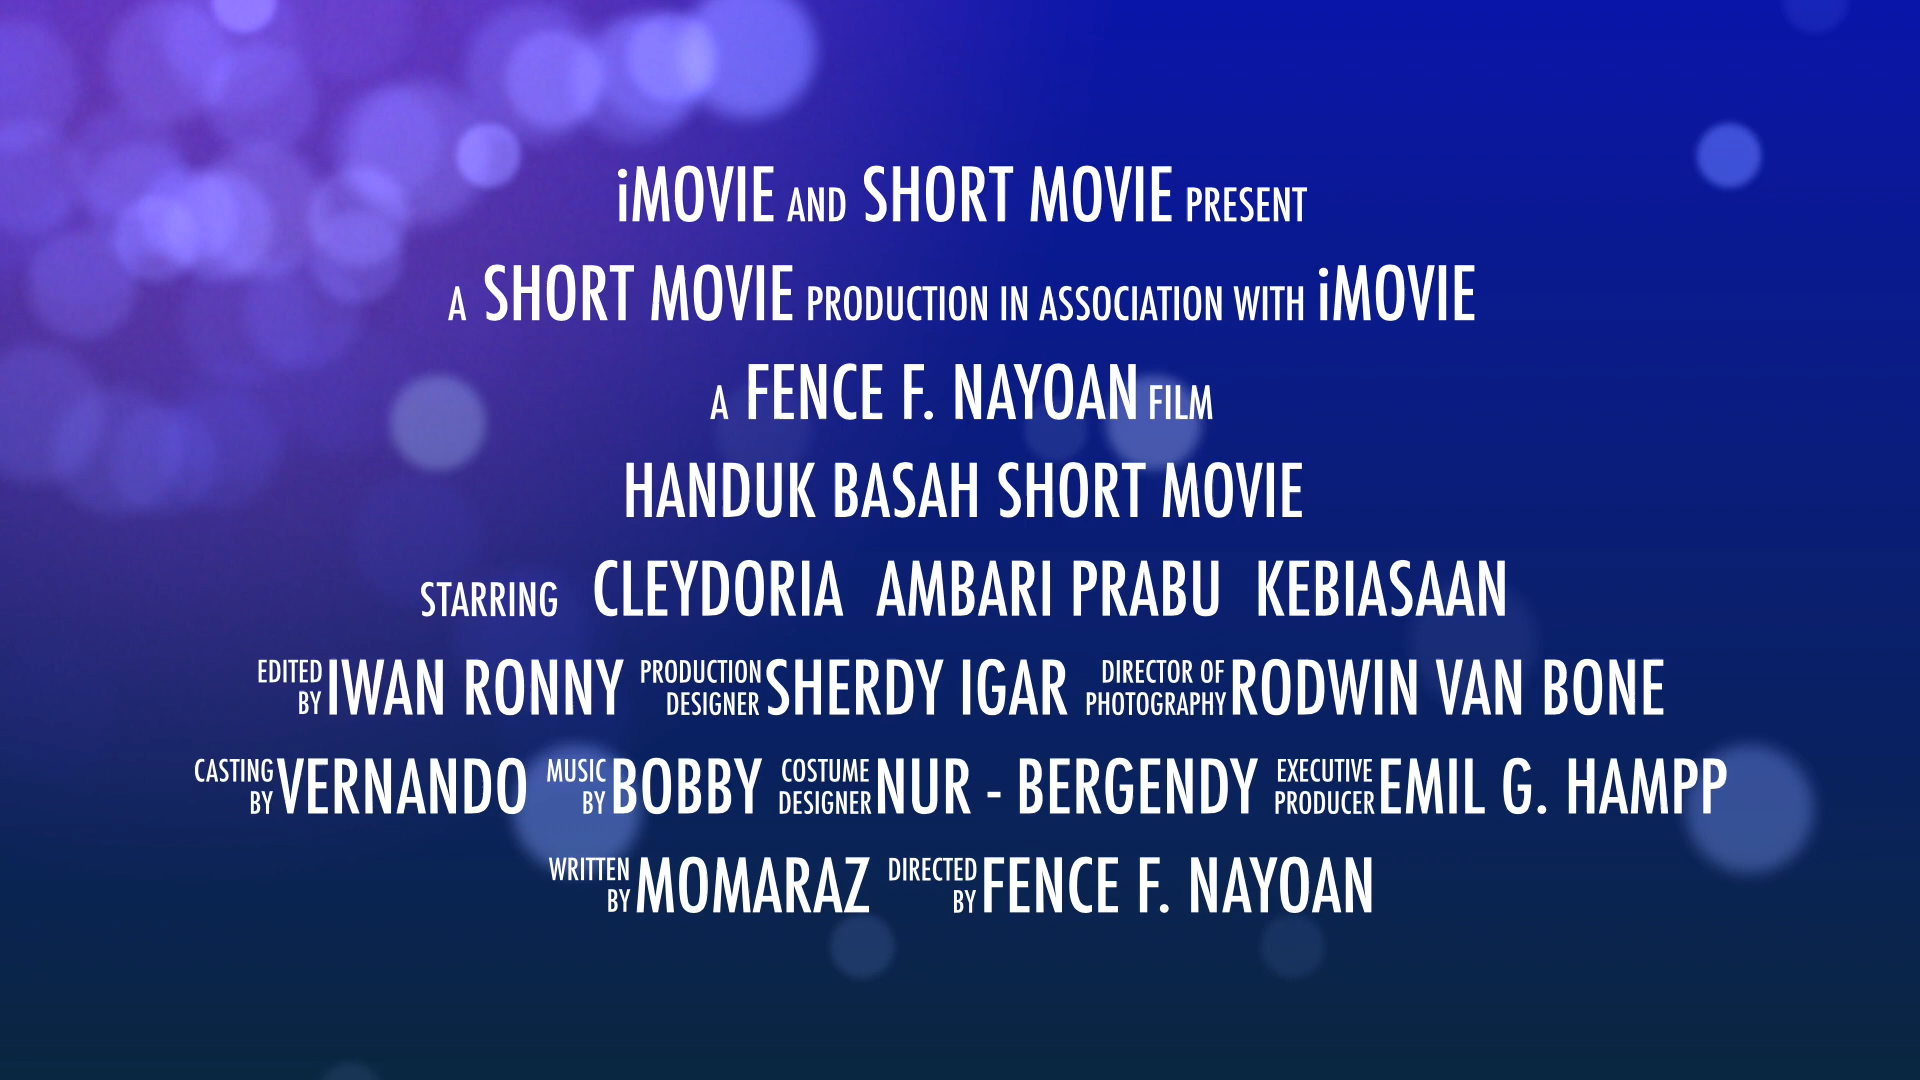 iMOVIE AND SHORT MOVIE PRESENT
A SHORT MOVIE PRODUCTION IN ASSOCIATION WITH iMOVIE
A FENCE F. NAYOAN FILM
HANDUK BASAH SHORT MOVIE
STARRING CLEYDORIA AMBARI PRABU KEBIASAAN
EDITED BY IWAN RONNY PRODUCTION DESIGNER SHERDY IGAR DIRECTOR OF PHOTOGRAPHY RODWIN VAN BONE
CASTING BY VERNANDO MUSIC BY BOBBY COSTUME DESIGNER NUR - BERGENDY EXECUTIVE PRODUCER EMIL G. HAMPP
WRITTEN BY MOMARAZ DIRECTED BY FENCE F. NAYOAN